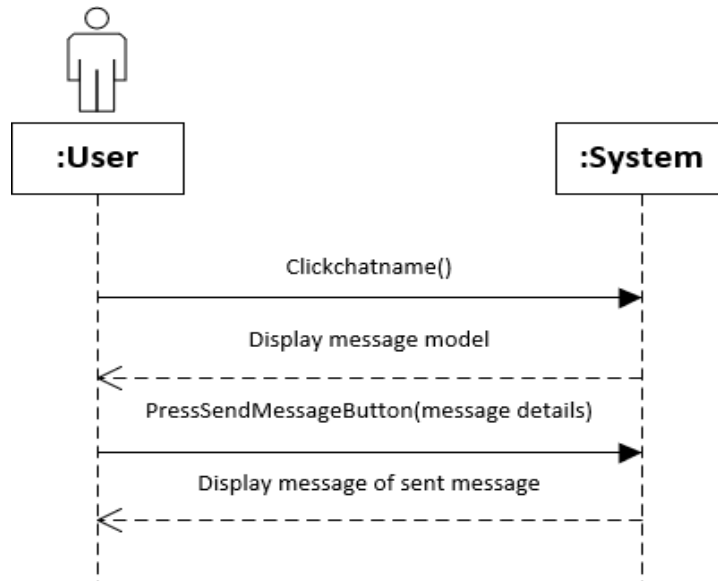 :User
:System
Clickchatname()
Display message model
PressSendMessageButton(message details)
Display message of sent message